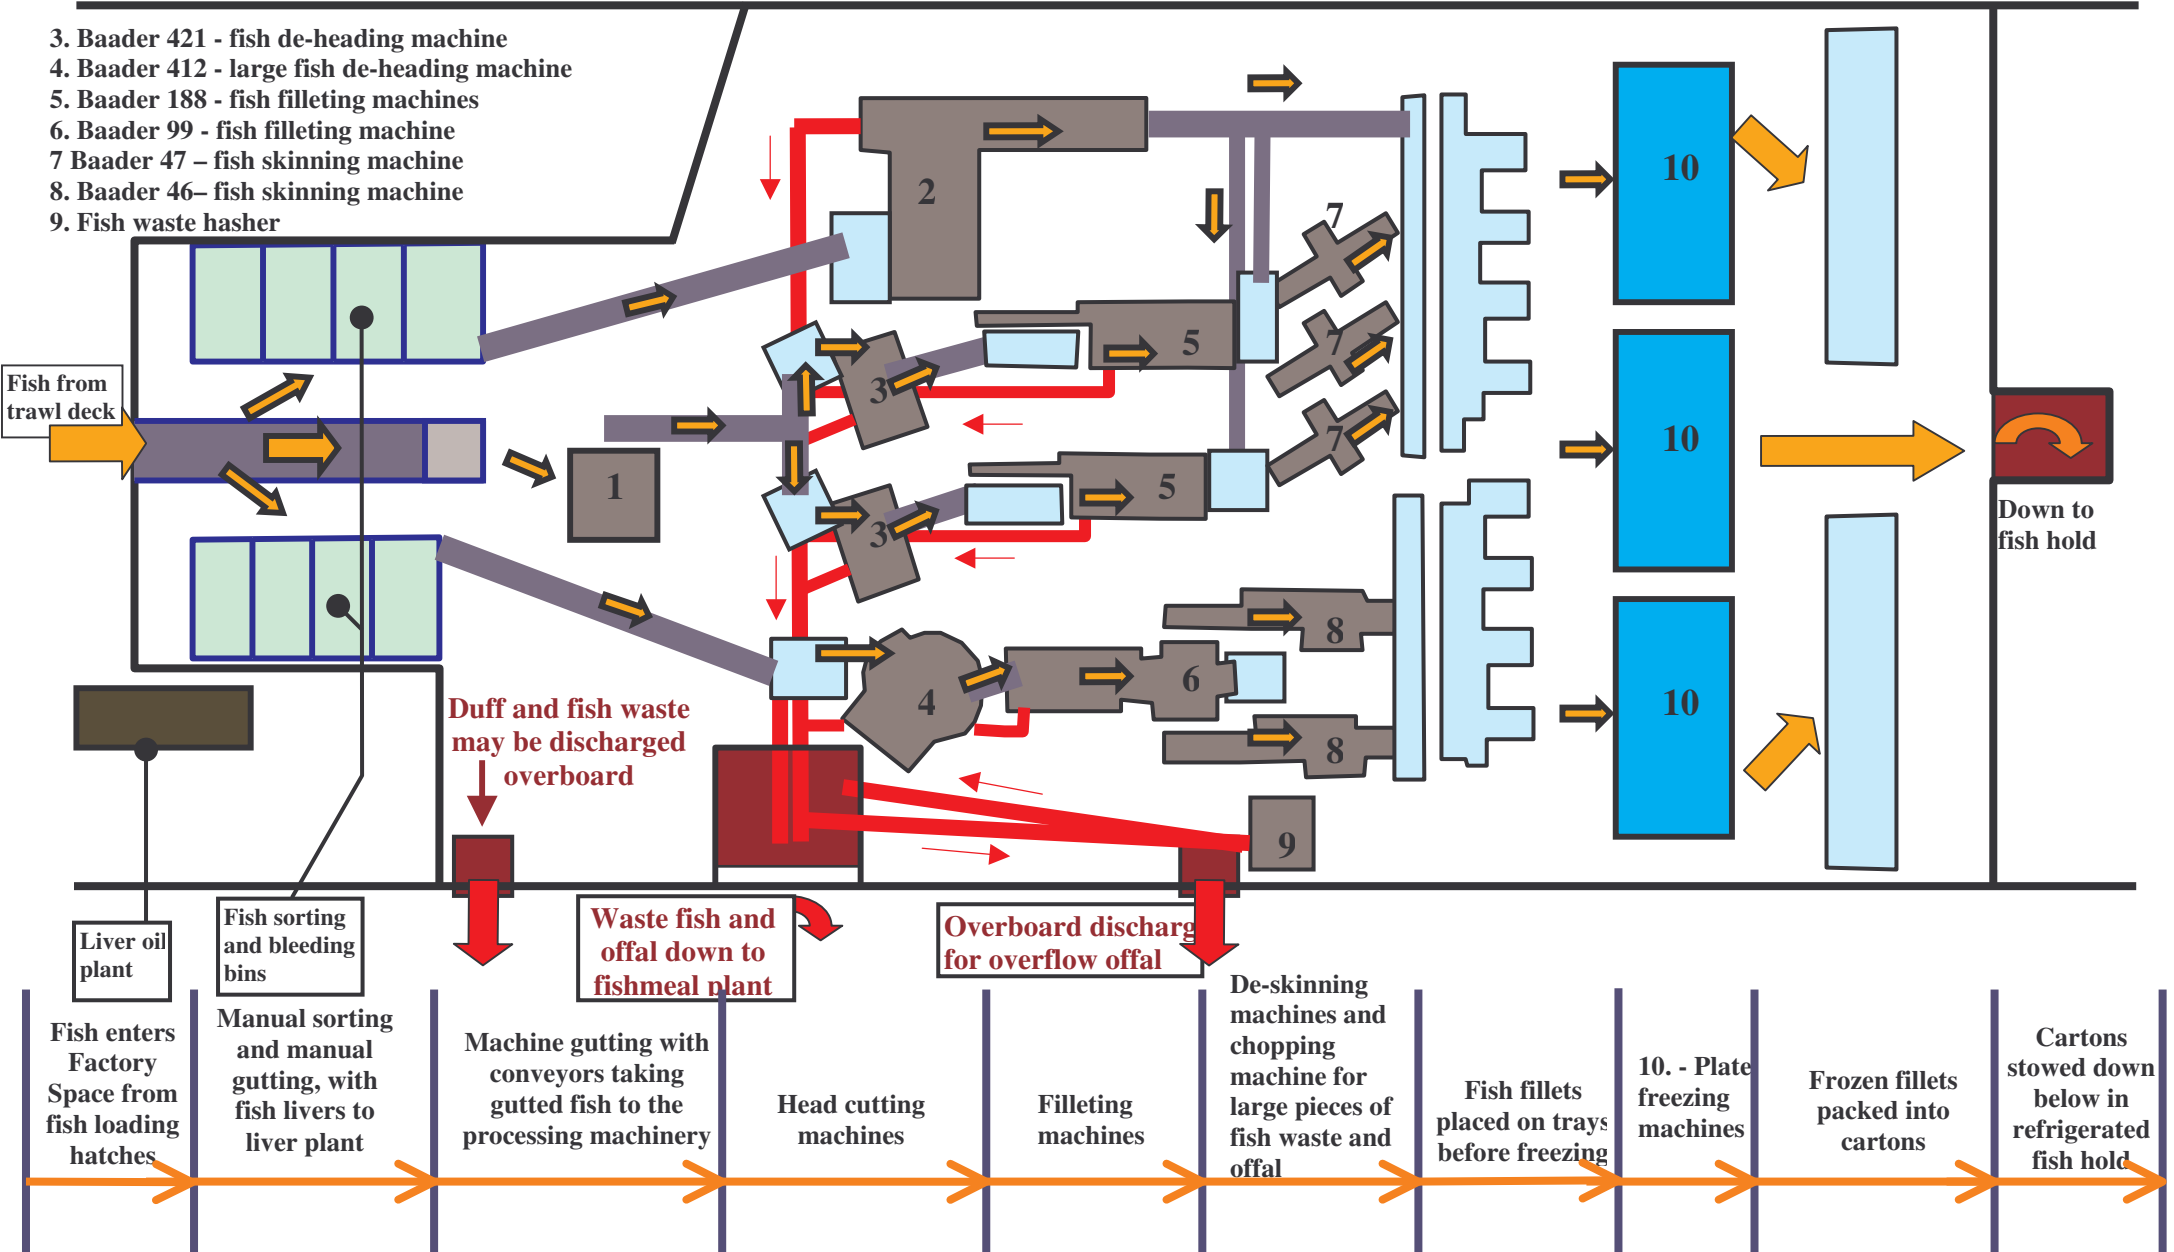 3. Baader 421 - fish de-heading machine
4. Baader 412 - large fish de-heading machine
5. Baader 188 - fish filleting machines
6. Baader 99 - fish filleting machine
7 Baader 47 – fish skinning machine
8. Baader 46– fish skinning machine
9. Fish waste hasher
Fish from
trawl deck
1
2
3
3
4
5
5
6
7
7
7
8
8
9
10
10
10
Down to
fish hold
Duff and fish waste
may be discharged
overboard
Liver oil
plant
Fish sorting
and bleeding
bins
Waste fish and
offal down to
fishmeal plant
Overboard discharg
for overflow offal
Fish enters
Factory
Space from
fish loading
hatches
Manual sorting
and manual
gutting, with
fish livers to
liver plant
Machine gutting with
conveyors taking
gutted fish to the
processing machinery
Head cutting
machines
Filleting
machines
De-skinning
machines and
chopping
machine for
large pieces of
fish waste and
offal
Fish fillets
placed on trays
before freezing
10. - Plate
freezing
machines
Frozen fillets
packed into
cartons
Cartons
stowed down
below in
refrigerated
fish hold